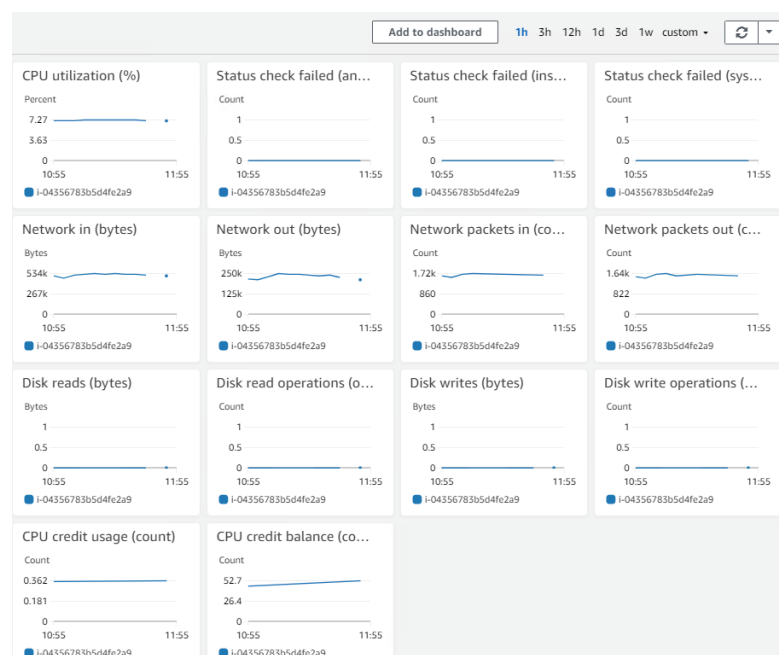 Add to dashboard 1h 3h 12h 1d 3d 1w custom
CPU utilization (%)
Percent
7.27
3.63
0
10:55 11:55
i-04356783b5d4fe2a9
Status check failed (an...
Count
1
0.5
0
10:55 11:55
i-04356783b5d4fe2a9
Status check failed (ins...
Count
1
0.5
0
10:55 11:55
i-04356783b5d4fe2a9
Status check failed (sys...
Count
1
0.5
0
10:55 11:55
i-04356783b5d4fe2a9
Network in (bytes)
Bytes
534k
267k
0
10:55 11:55
i-04356783b5d4fe2a9
Network out (bytes)
Bytes
250k
125k
0
10:55 11:55
i-04356783b5d4fe2a9
Network packets in (co...
Count
1.72k
860
0
10:55 11:55
i-04356783b5d4fe2a9
Network packets out (c...
Count
1.64k
822
0
10:55 11:55
i-04356783b5d4fe2a9
Disk reads (bytes)
Bytes
1
0.5
0
10:55 11:55
i-04356783b5d4fe2a9
Disk read operations (o...
Count
1
0.5
0
10:55 11:55
i-04356783b5d4fe2a9
Disk writes (bytes)
Bytes
1
0.5
0
10:55 11:55
i-04356783b5d4fe2a9
Disk write operations (...
Count
1
0.5
0
10:55 11:55
i-04356783b5d4fe2a9
CPU credit usage (count)
Count
0.362
0.181
0
10:55 11:55
i-04356783b5d4fe2a9
CPU credit balance (co...
Count
52.7
26.4
0
10:55 11:55
i-04356783b5d4fe2a9